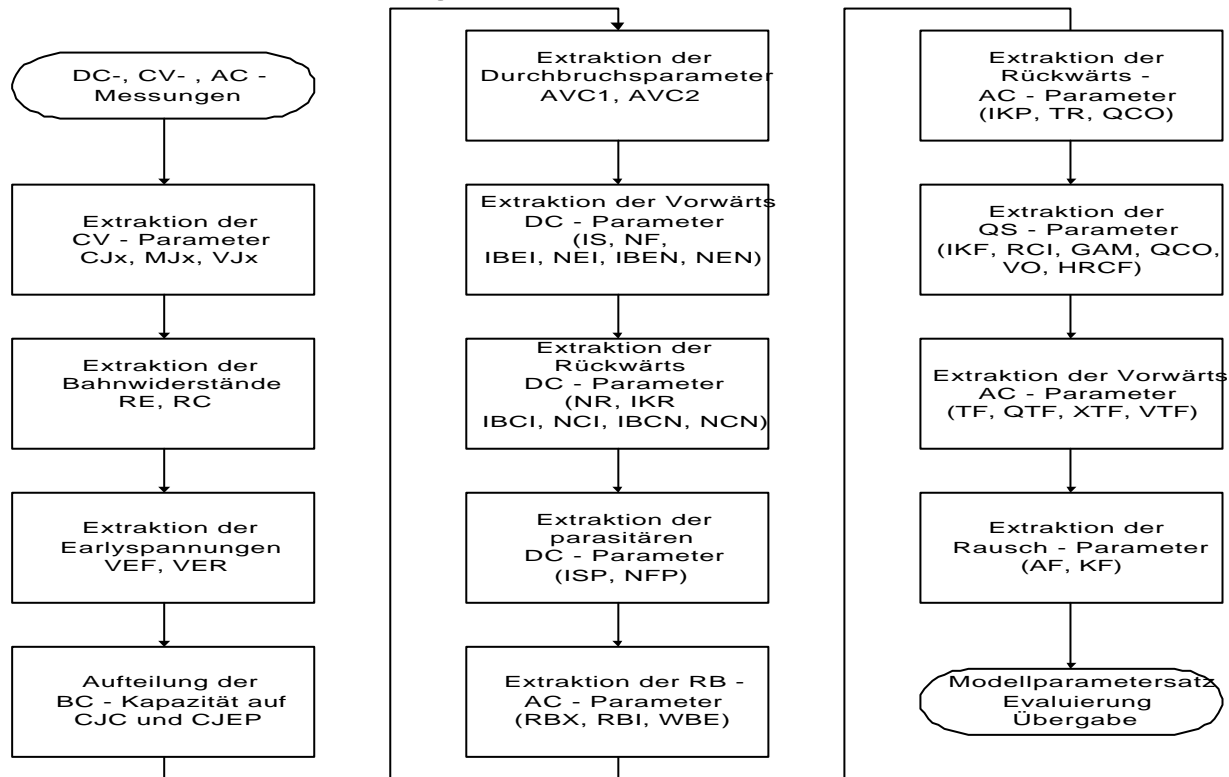 DC-, CV- , AC -
Messungen
Extraktion der
CV - Parameter
CJx, MJx, VJx
Extraktion der
Bahnwiderstände
RE, RC
Extraktion der
Earlyspannungen
VEF, VER
Aufteilung der
BC - Kapazität auf
CJC und CJEP
Extraktion der
Durchbruchsparameter
AVC1, AVC2
Extraktion der Vorwärts
DC - Parameter
(IS, NF,
IBEI, NEI, IBEN, NEN)
Extraktion der
Rückwärts
DC - Parameter
(NR, IKR
IBCI, NCI, IBCN, NCN)
Extraktion der
parasitären
DC - Parameter
(ISP, NFP)
Extraktion der RB -
AC - Parameter
(RBX, RBI, WBE)
Extraktion der
Rückwärts -
AC - Parameter
(IKP, TR, QCO)
Extraktion der
QS - Parameter
(IKF, RCI, GAM, QCO,
VO, HRCF)
Extraktion der Vorwärts
AC - Parameter
(TF, QTF, XTF, VTF)
Extraktion der
Rausch - Parameter
(AF, KF)
Modellparametersatz
Evaluierung
Übergabe